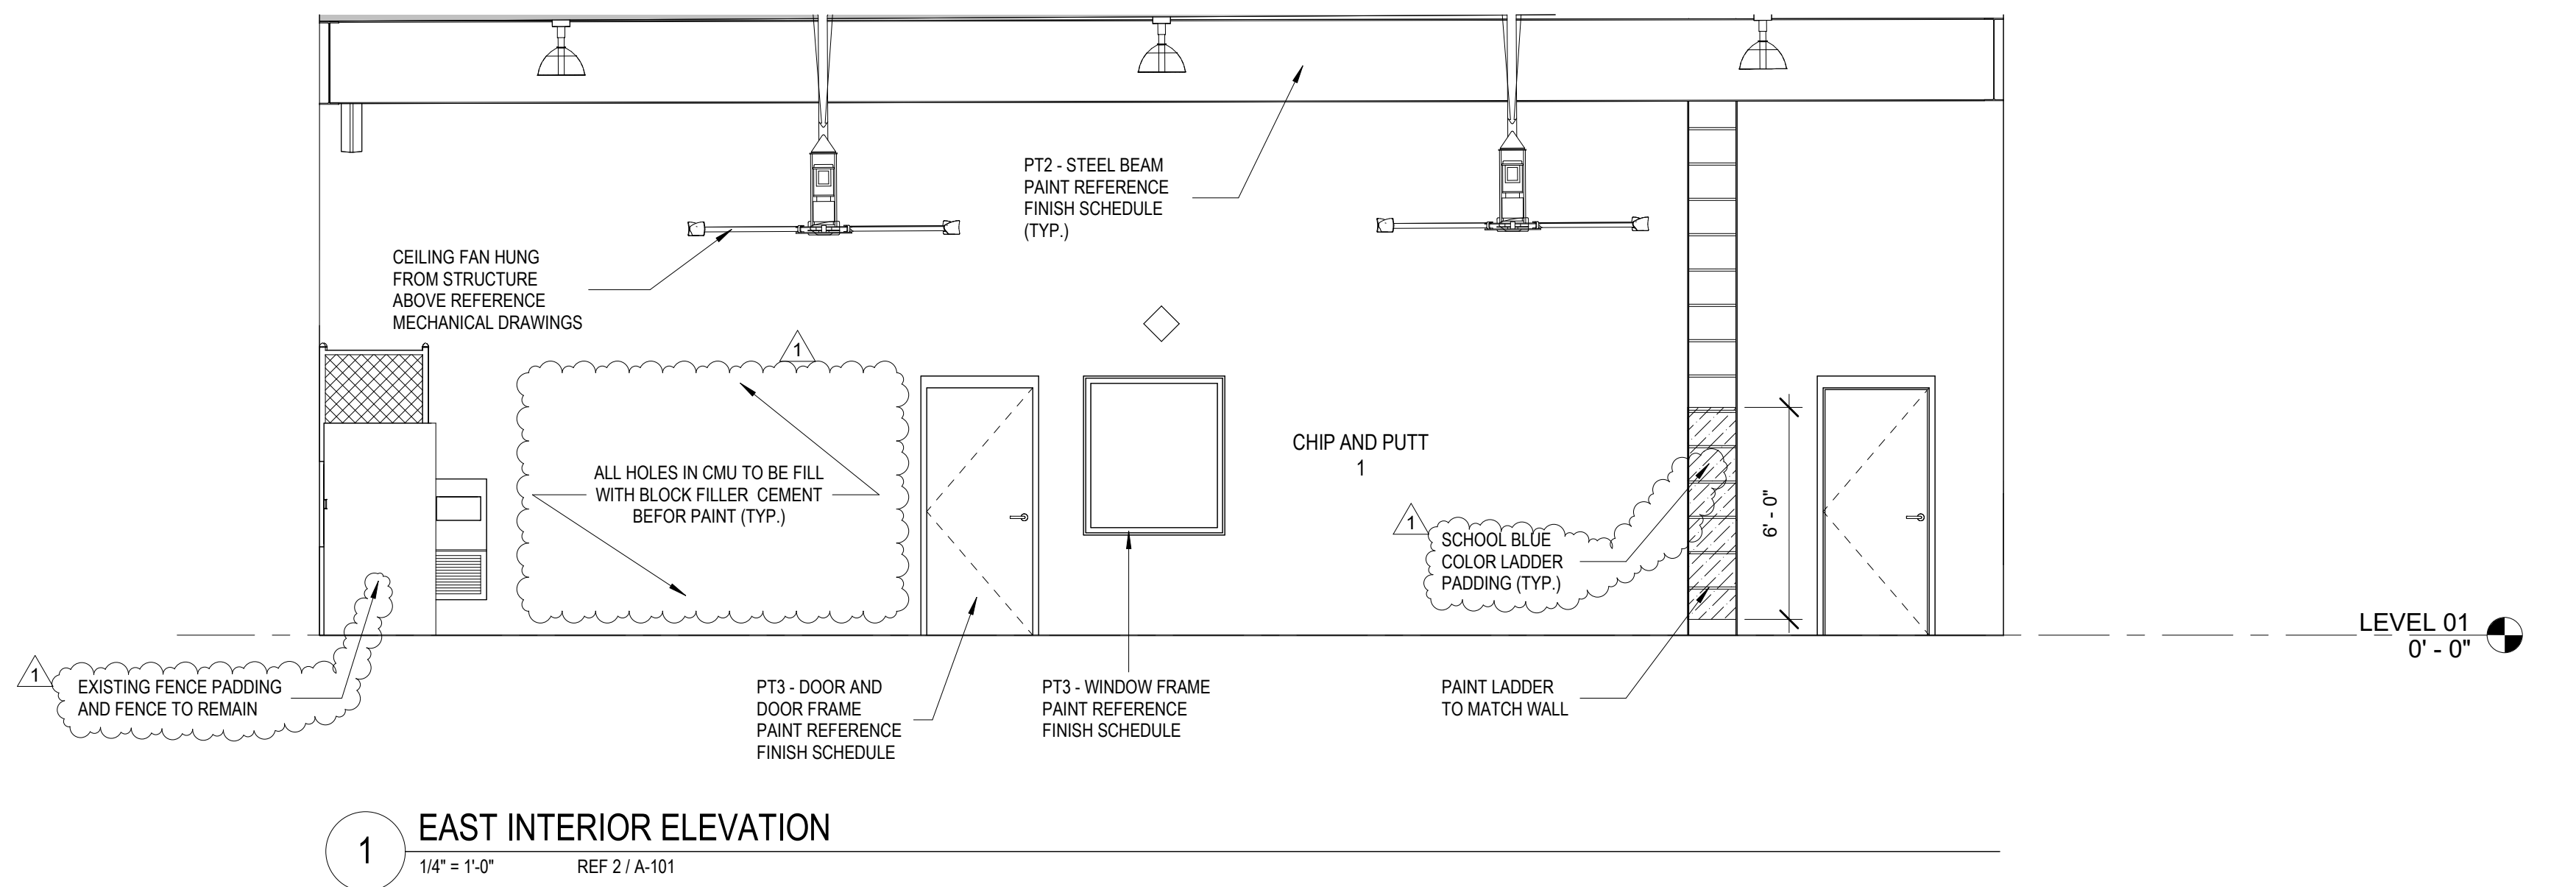 PT2 - STEEL BEAM
PAINT REFERENCE
FINISH SCHEDULE
(TYP.)
CEILING FAN HUNG
FROM STRUCTURE
ABOVE REFERENCE
MECHANICAL DRAWINGS
1
ALL HOLES IN CMU TO BE FILL
WITH BLOCK FILLER CEMENT
BEFOR PAINT (TYP.)
CHIP AND PUTT
1
1
SCHOOL BLUE
COLOR LADDER
PADDING (TYP.)
6' - 0"
LEVEL 01
0' - 0"
1
EXISTING FENCE PADDING
AND FENCE TO REMAIN
PT3 - DOOR AND
DOOR FRAME
PAINT REFERENCE
FINISH SCHEDULE
PT3 - WINDOW FRAME
PAINT REFERENCE
FINISH SCHEDULE
PAINT LADDER
TO MATCH WALL
1
EAST INTERIOR ELEVATION
1/4" = 1'-0"
REF 2 / A-101